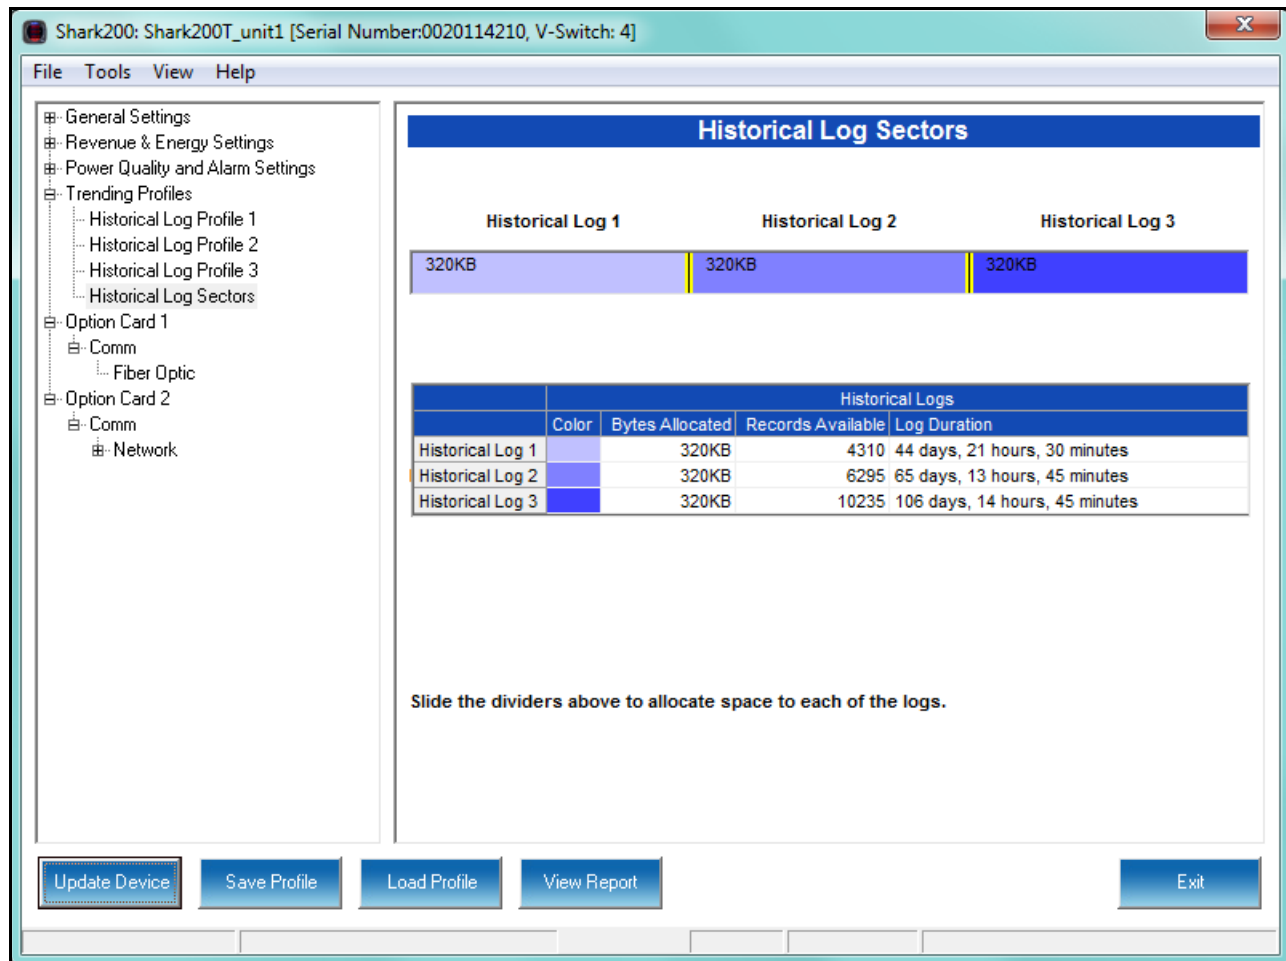 Shark200: Shark200T_unit1 [Serial Number:0020114210, V-Switch: 4]
X
File Tools View Help
General Settings
Revenue & Energy Settings
Power Quality and Alarm Settings
Trending Profiles
Historical Log Profile 1
Historical Log Profile 2
Historical Log Profile 3
Historical Log Sectors
Option Card 1
Comm
Fiber Optic
Option Card 2
Comm
Network
Historical Log Sectors
Historical Log 1 Historical Log 2 Historical Log 3
320KB 320KB 320KB
Historical Logs
Color Bytes Allocated Records Available Log Duration
Historical Log 1 320KB 4310 44 days, 21 hours, 30 minutes
Historical Log 2 320KB 6295 65 days, 13 hours, 45 minutes
Historical Log 3 320KB 10235 106 days, 14 hours, 45 minutes
Slide the dividers above to allocate space to each of the logs.
Update Device Save Profile Load Profile View Report Exit